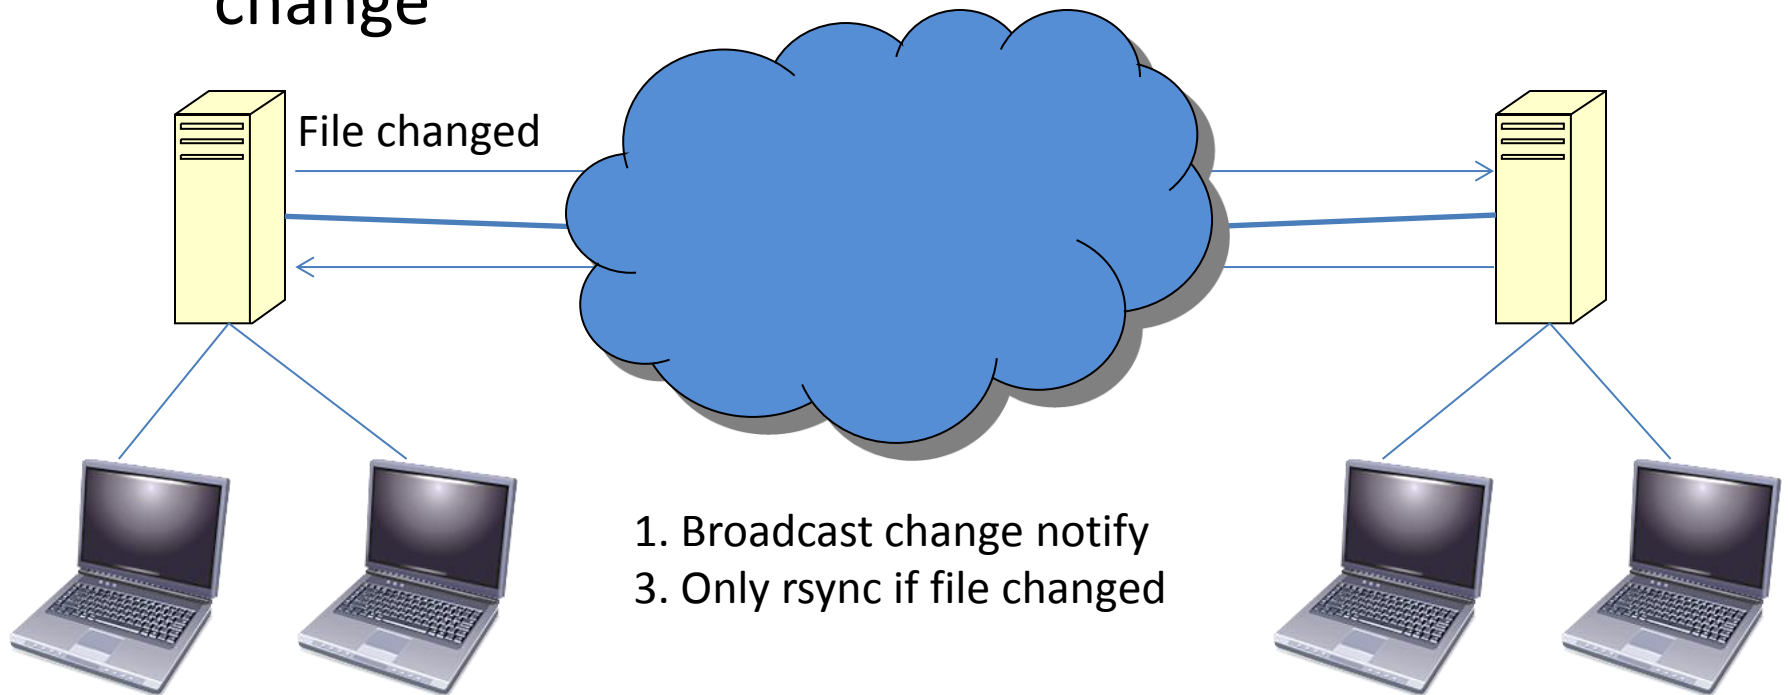 change
File changed
1. Broadcast change notify
3. Only rsync if file changed